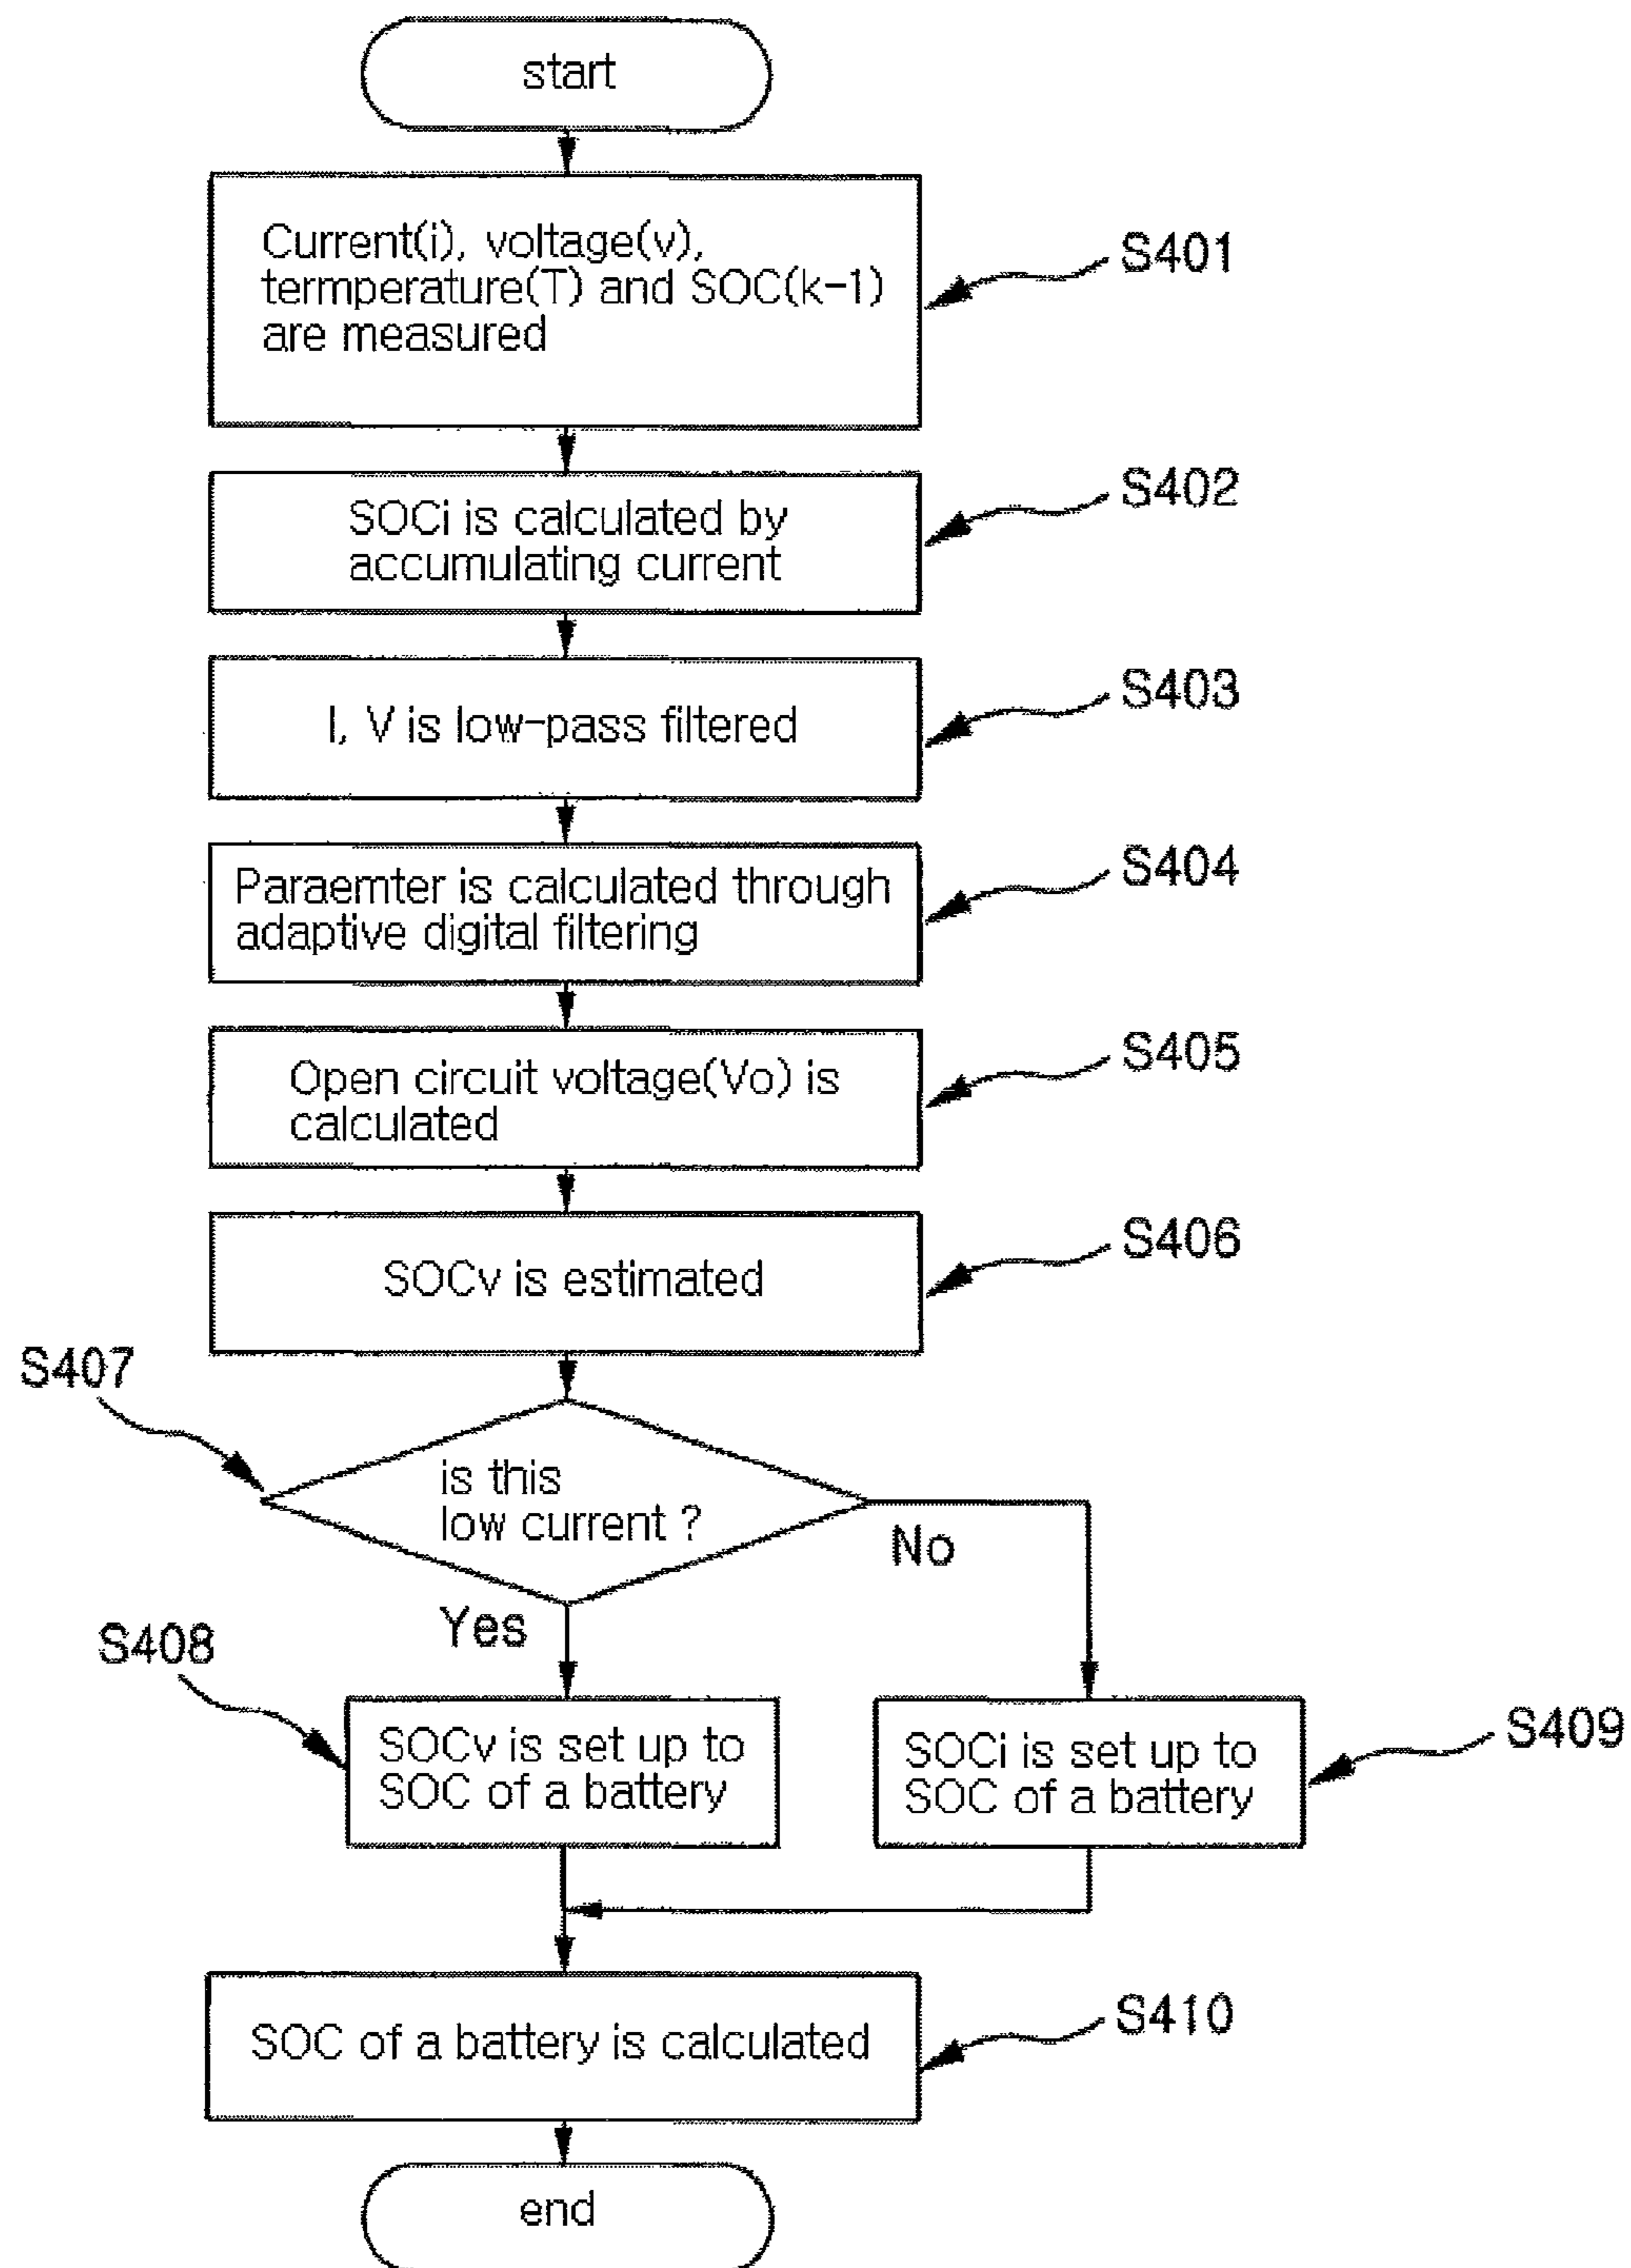 start
Current(i), voltage(v),
termperature(T) and SOC(k-1)
are measured
S401
SOCi is calculated by
accumulating current
S402
I, V is low-pass filtered
S403
Paraemter is calculated through
adaptive digital filtering
S404
Open circuit voltage(Vo) is
calculated
S405
SOCv is estimated
S406
S407
is this
low current ?
No
Yes
S408
SOCv is set up to
SOC of a battery
SOCi is set up to
SOC of a battery
S409
SOC of a battery is calculated
S410
end